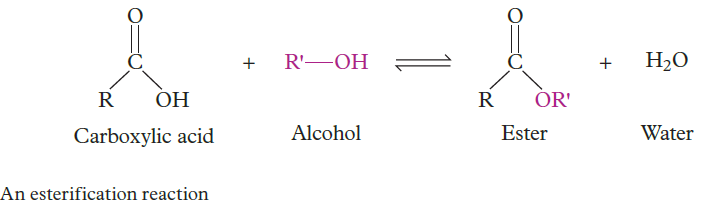 O O
C + R'—OH ⇌ C + H₂O
R OH R OR'
Carboxylic acid Alcohol Ester Water
An esterification reaction